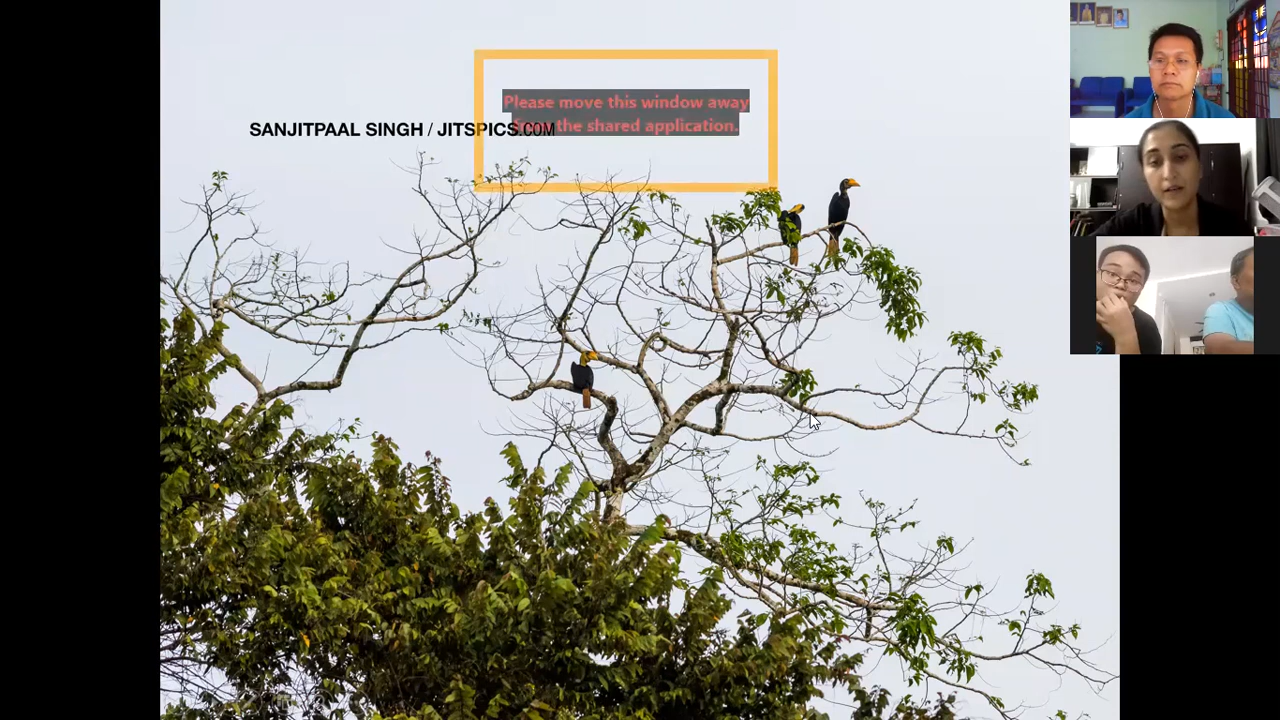 Please move this window away
SANJITPAAL SINGH / JITSPICS.COM
from the shared application.